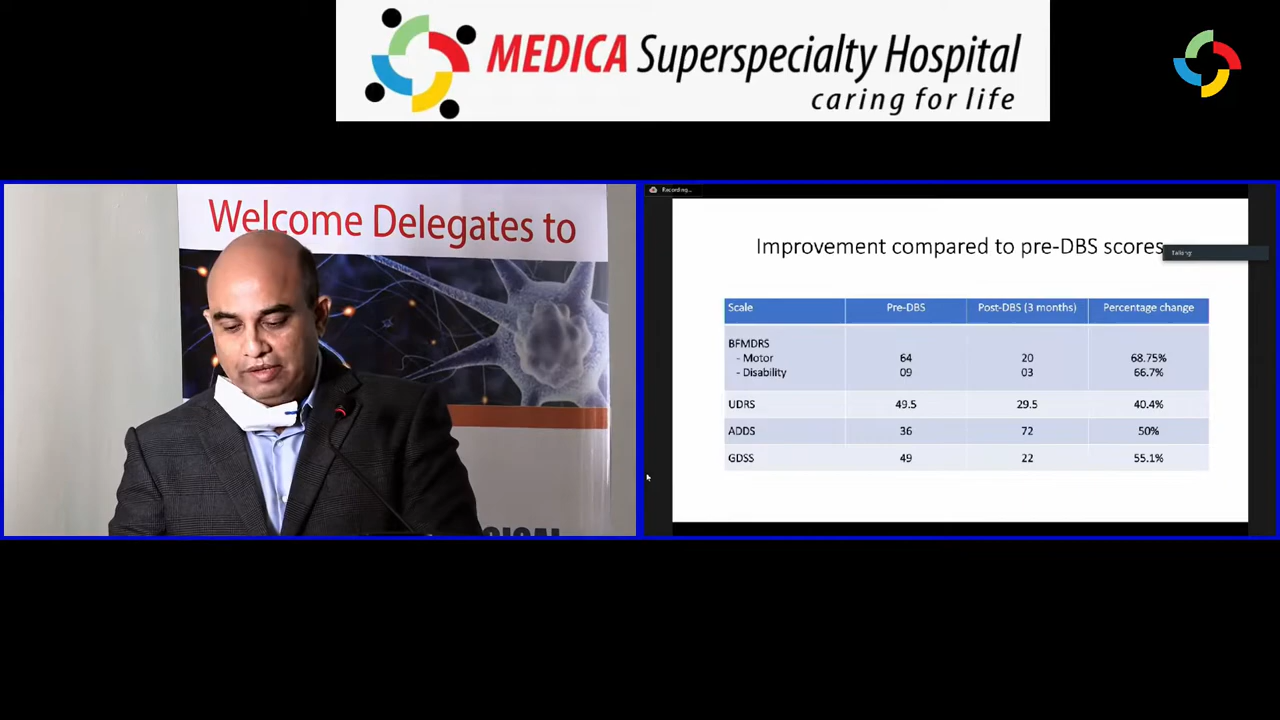 MEDICA Superspecialty Hospital
caring for life
Welcome Delegates to
Recording...
Improvement compared to pre-DBS scores
Talking:
Scale Pre-DBS Post-DBS (3 months) Percentage change
BFMDRS
- Motor 64 20 68.75%
- Disability 09 03 66.7%
UDRS 49.5 29.5 40.4%
ADDS 36 72 50%
GDSS 49 22 55.1%